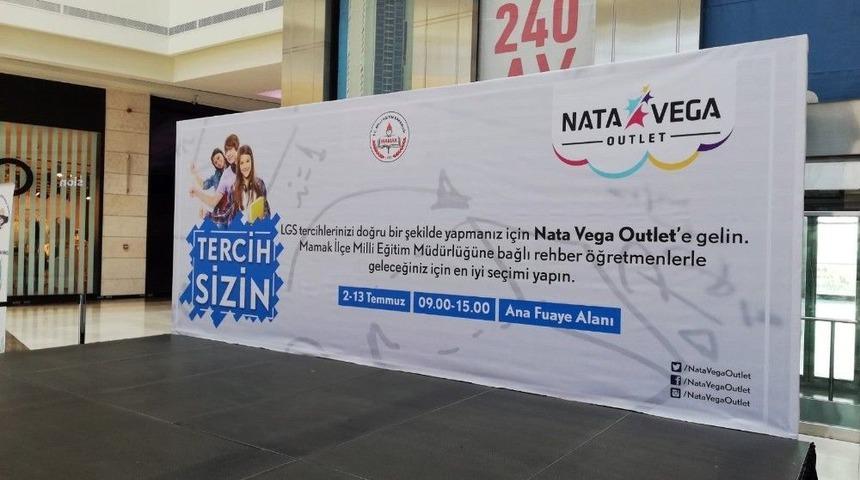 240
AY
NATA VEGA
OUTLET
MAMAK
LGS tercihlerinizi doğru bir şekilde yapmanız için Nata Vega Outlet'e gelin.
Mamak İlçe Milli Eğitim Müdürlüğüne bağlı rehber öğretmenlerle
geleceğiniz için en iyi seçimi yapın.
TERCİH
SİZİN
2-13 Temmuz 09.00-15.00 Ana Fuaye Alanı
/NataVegaOutlet
/NataVegaOutlet
/NataVegaOutlet